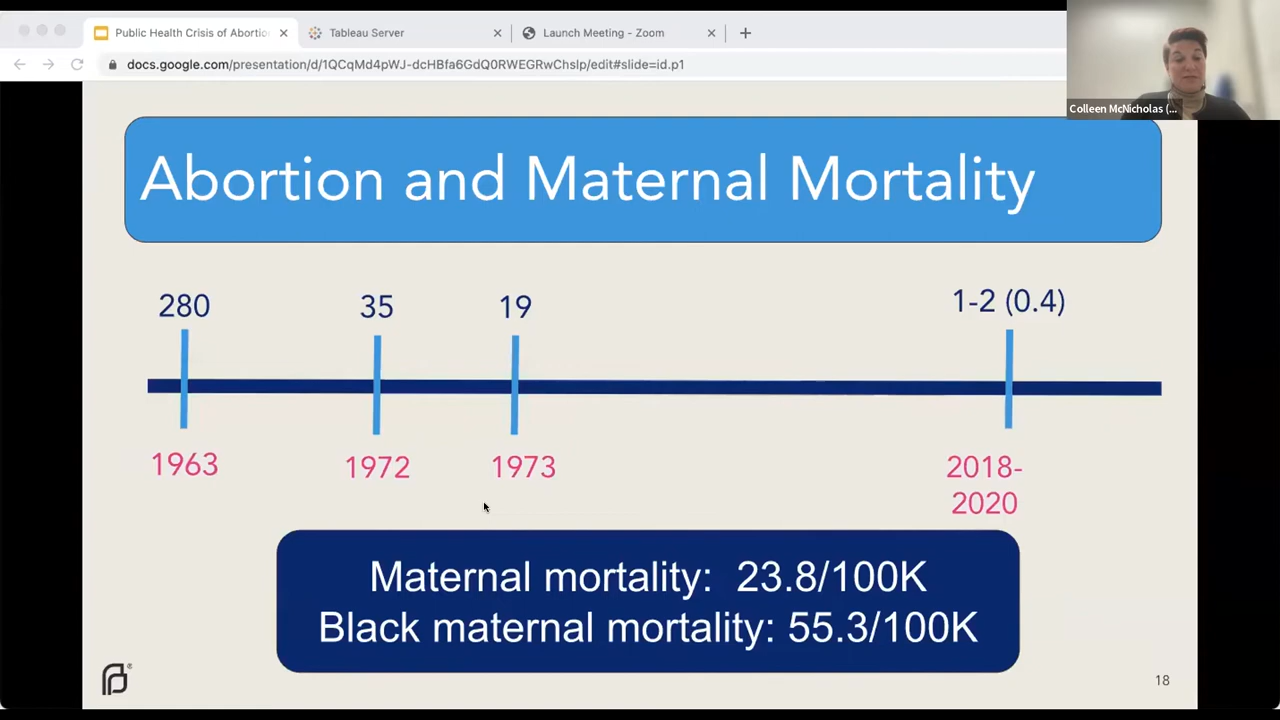 Public Health Crisis of Abortio
Tableau Server
Launch Meeting - Zoom
docs.google.com/presentation/d/1QCqMd4pWJ-dcHBfa6GdQ0RWEGRwChsIp/edit#slide=id.p1
Colleen McNicholas (...
Abortion and Maternal Mortality
280
35
19
1-2 (0.4)
1963
1972
1973
2018-
2020
Maternal mortality: 23.8/100K
Black maternal mortality: 55.3/100K
18